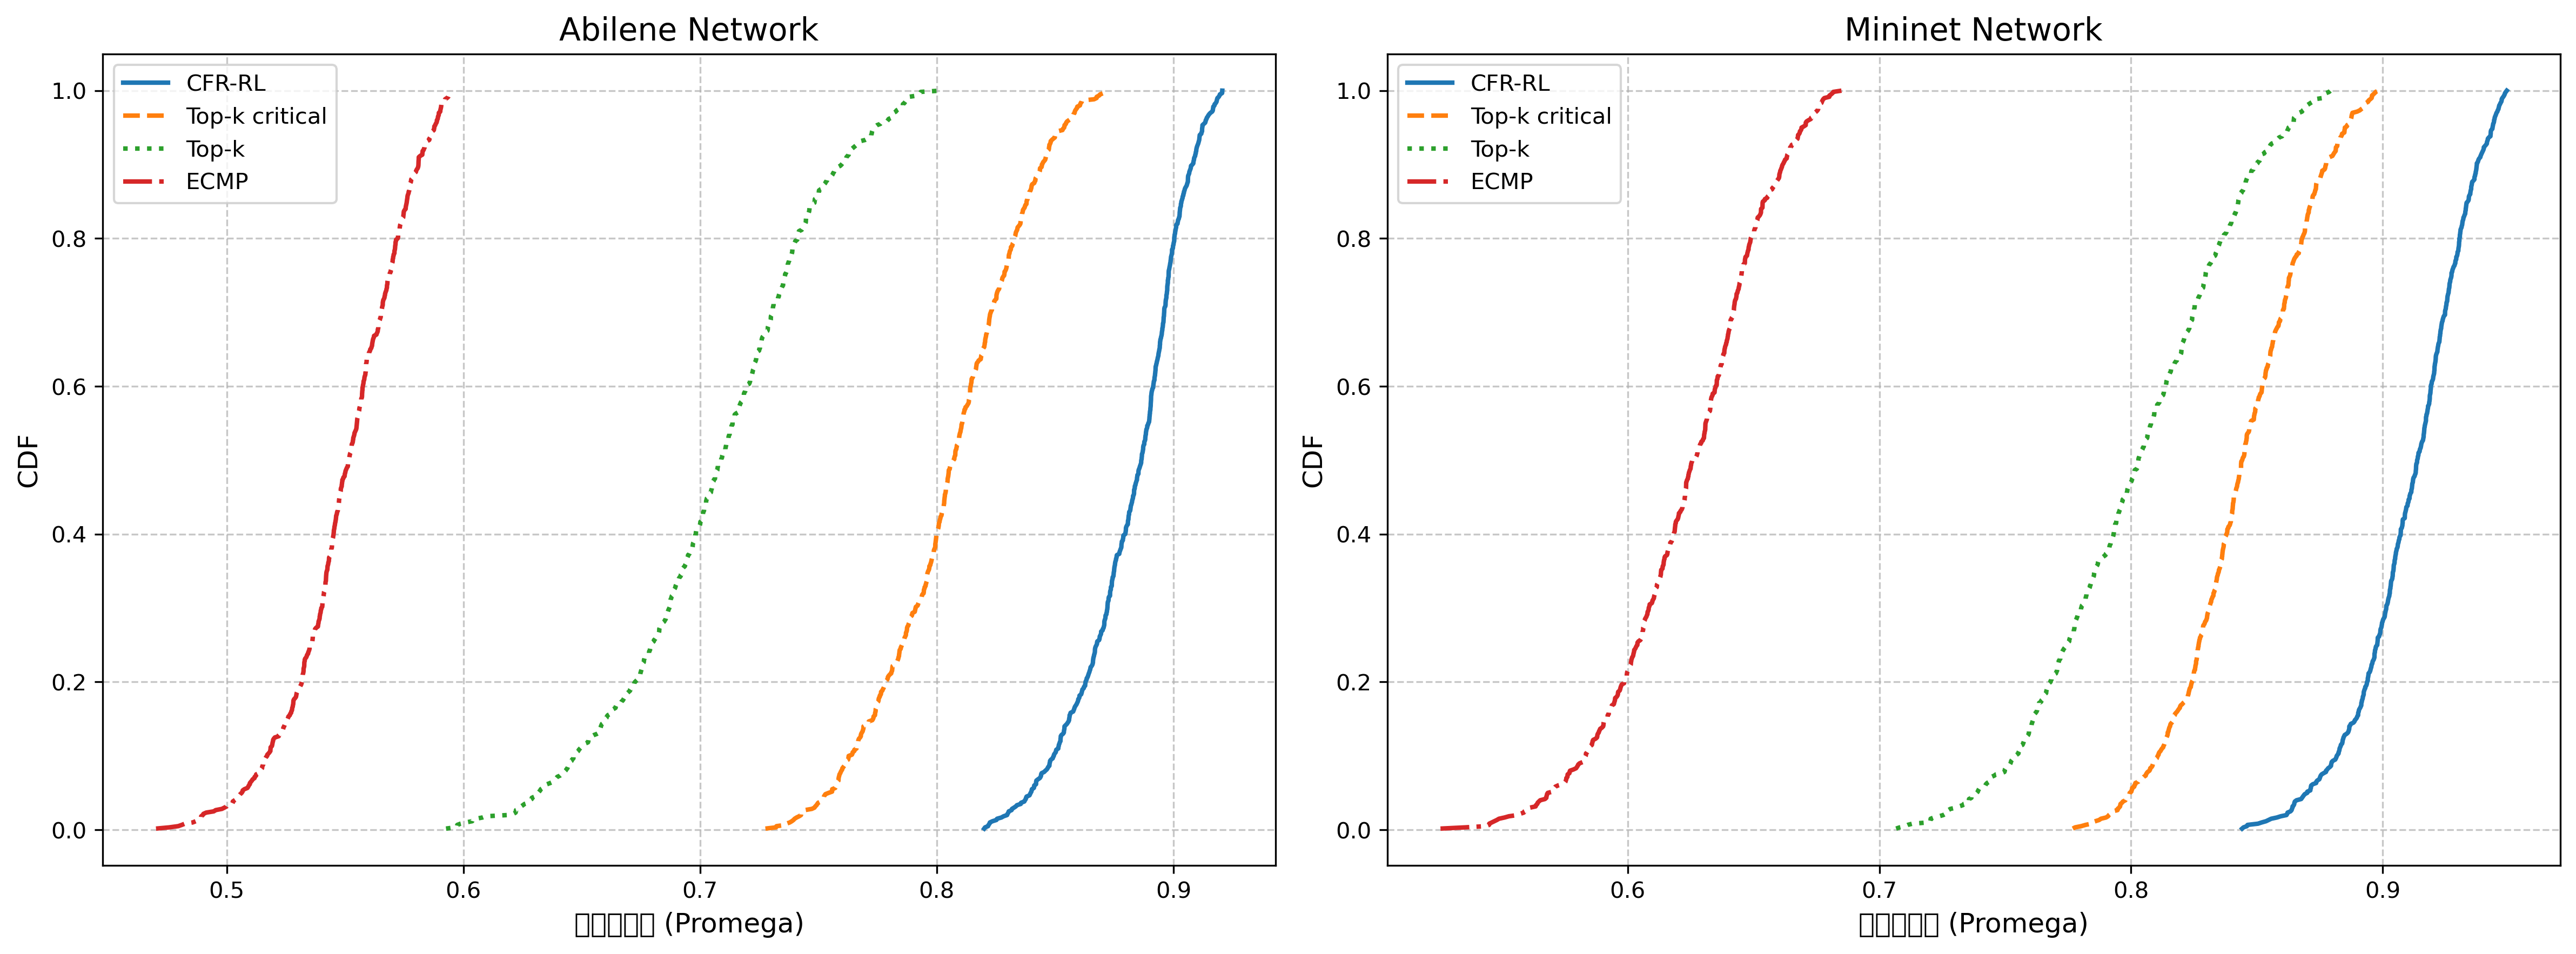 Abilene Network
CFR-RL
Top-k critical
Top-k
ECMP
CDF
1.0
0.8
0.6
0.4
0.2
0.0
0.5
0.6
0.7
0.8
0.9
(Promega)
Mininet Network
CFR-RL
Top-k critical
Top-k
ECMP
CDF
1.0
0.8
0.6
0.4
0.2
0.0
0.6
0.7
0.8
0.9
(Promega)